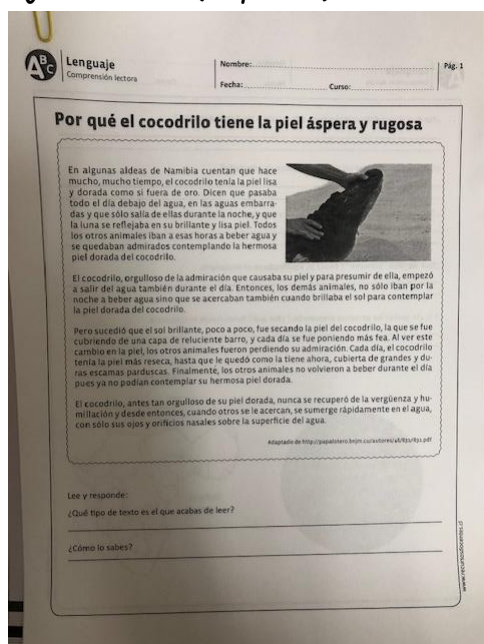 ABC
Lenguaje
Comprensión lectora
Nombre:
Fecha:
Curso:
Pág. 1
Por qué el cocodrilo tiene la piel áspera y rugosa
En algunas aldeas de Namibia cuentan que hace
mucho, mucho tiempo, el cocodrilo tenía la piel lisa
y dorada como si fuera de oro. Dicen que pasaba
todo el día debajo del agua, en las aguas embarra-
das y que sólo salía de ellas durante la noche, y que
la luna se reflejaba en su brillante y lisa piel. Todos
los otros animales iban a esas horas a beber agua y
se quedaban admirados contemplando la hermosa
piel dorada del cocodrilo.
El cocodrilo, orgulloso de la admiración que causaba su piel y para presumir de ella, empezó
a salir del agua también durante el día. Entonces, los demás animales, no sólo iban por la
noche a beber agua sino que se acercaban también cuando brillaba el sol para contemplar
la piel dorada del cocodrilo.
Pero sucedió que el sol brillante, poco a poco, fue secando la piel del cocodrilo, la que se fue
cubriendo de una capa de reluciente barro, y cada día se fue poniendo más fea. Al ver este
cambio en la piel, los otros animales fueron perdiendo su admiración. Cada día, el cocodrilo
tenía la piel más reseca, hasta que le quedó como la tiene ahora, cubierta de grandes y du-
ras escamas parduscas. Finalmente, los otros animales no volvieron a beber durante el día
pues ya no podían contemplar su hermosa piel dorada.
El cocodrilo, antes tan orgulloso de su piel dorada, nunca se recuperó de la vergüenza y hu-
millación y desde entonces, cuando otros se le acercan, se sumerge rápidamente en el agua,
con sólo sus ojos y orificios nasales sobre la superficie del agua.
Adaptado de
Lee y responde:
¿Qué tipo de texto es el que acabas de leer?
¿Cómo lo sabes?
www.recursosdocentes.cl